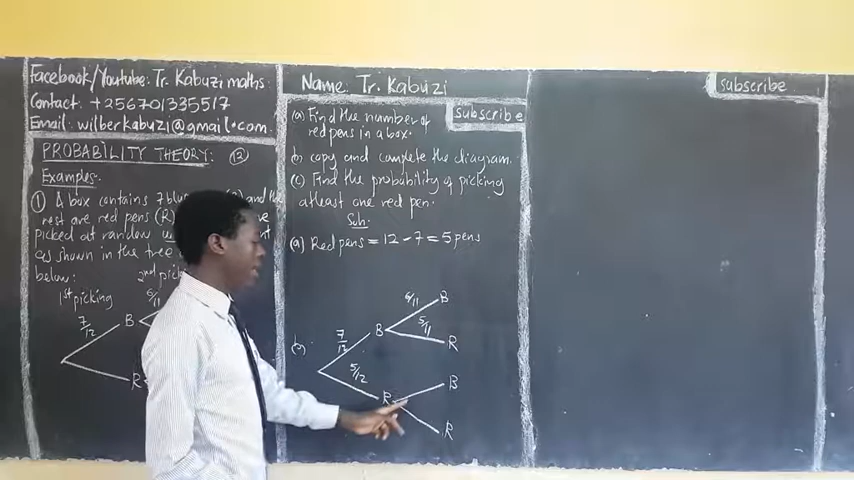 Facebook/Youtube: Tr. Kabuzi maths
Contact: +256701335517
Email: wilberkabuzi@gmail.com
PROBABILITY THEORY: (12)
Examples
(1) A box contains 7 blue and the
rest are red pens (R)
picked at random
as shown in the tree
below:
2nd picking
1st picking
7/12
B
6/11
R
Name: Tr. Kabuzi
subscribe
(a) Find the number of
red pens in a box.
(b) copy and complete the diagram.
(c) Find the probability of picking
atleast one red pen.
Soln.
(a) Red pens = 12 - 7 = 5 pens
7/12
B
6/11
B
5/11
R
5/12
R
B
R
subscribe